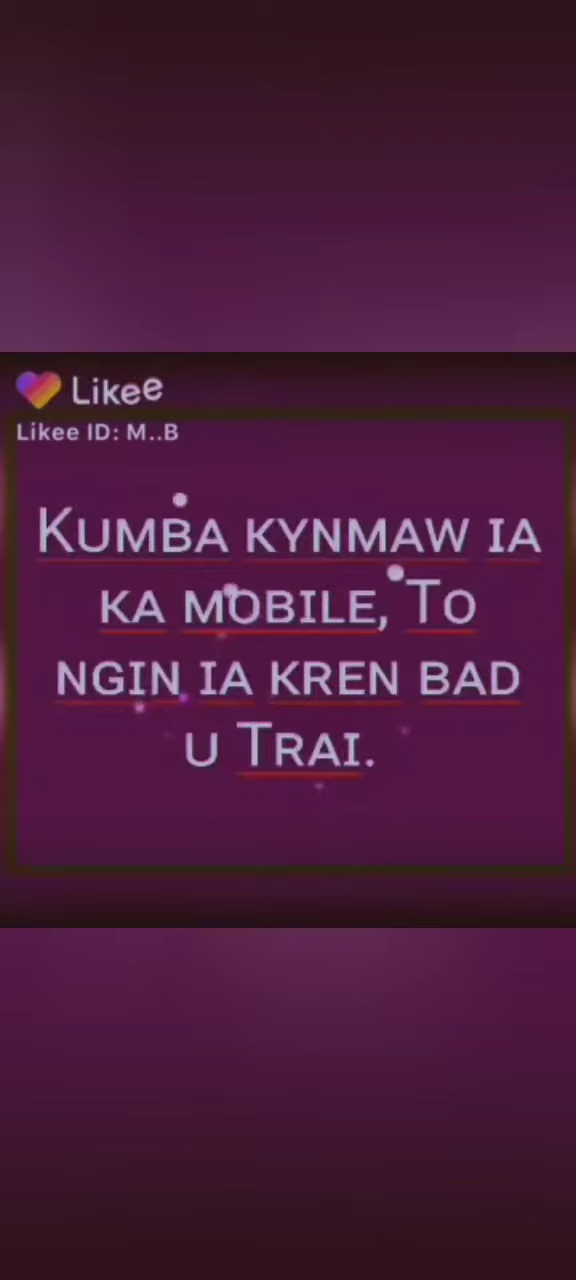 Likee
Likee ID: M..B
Kumba kynmaw ia
ka mobile, To
ngin ia kren bad
u Trai.